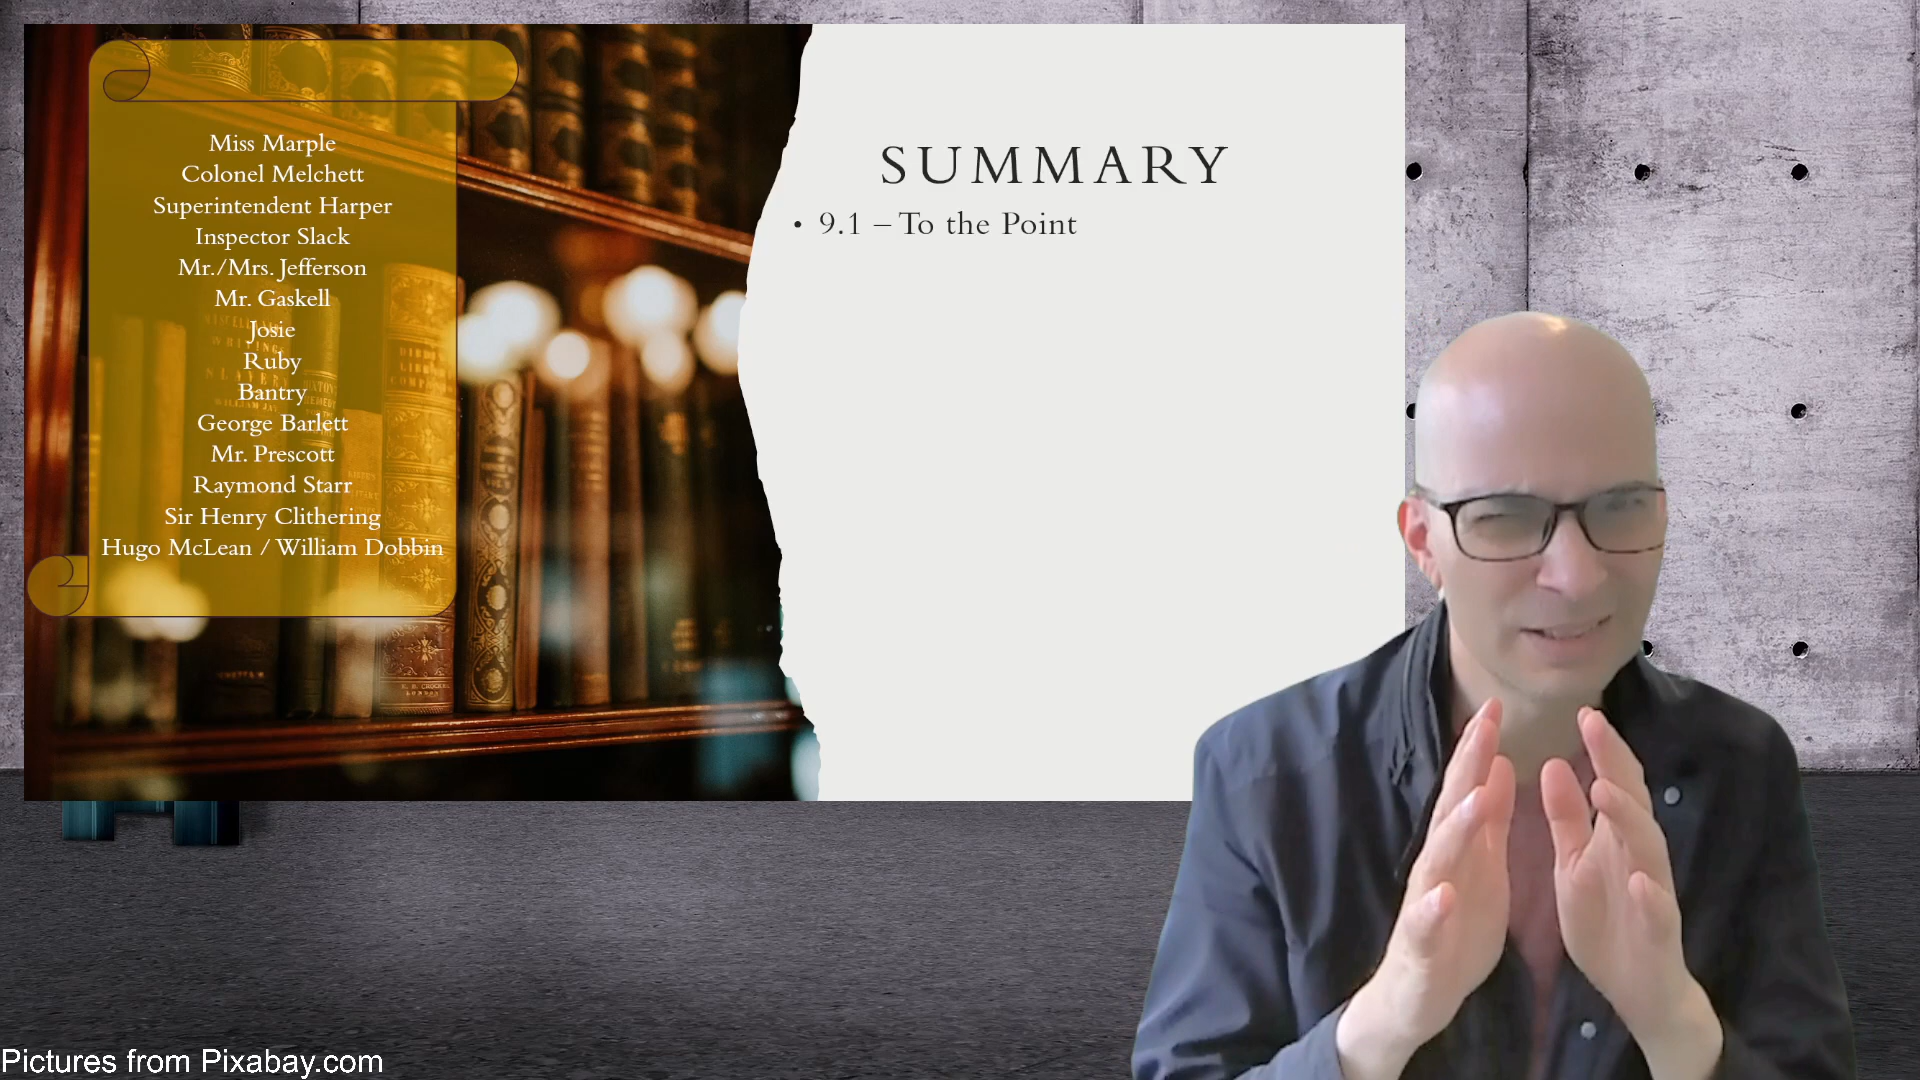 Miss Marple
Colonel Melchett
Superintendent Harper
Inspector Slack
Mr./Mrs. Jefferson
Mr. Gaskell
Josie
Ruby
Bantry
George Barlett
Mr. Prescott
Raymond Starr
Sir Henry Clithering
Hugo McLean / William Dobbin
SUMMARY
• 9.1 – To the Point
Pictures from Pixabay.com